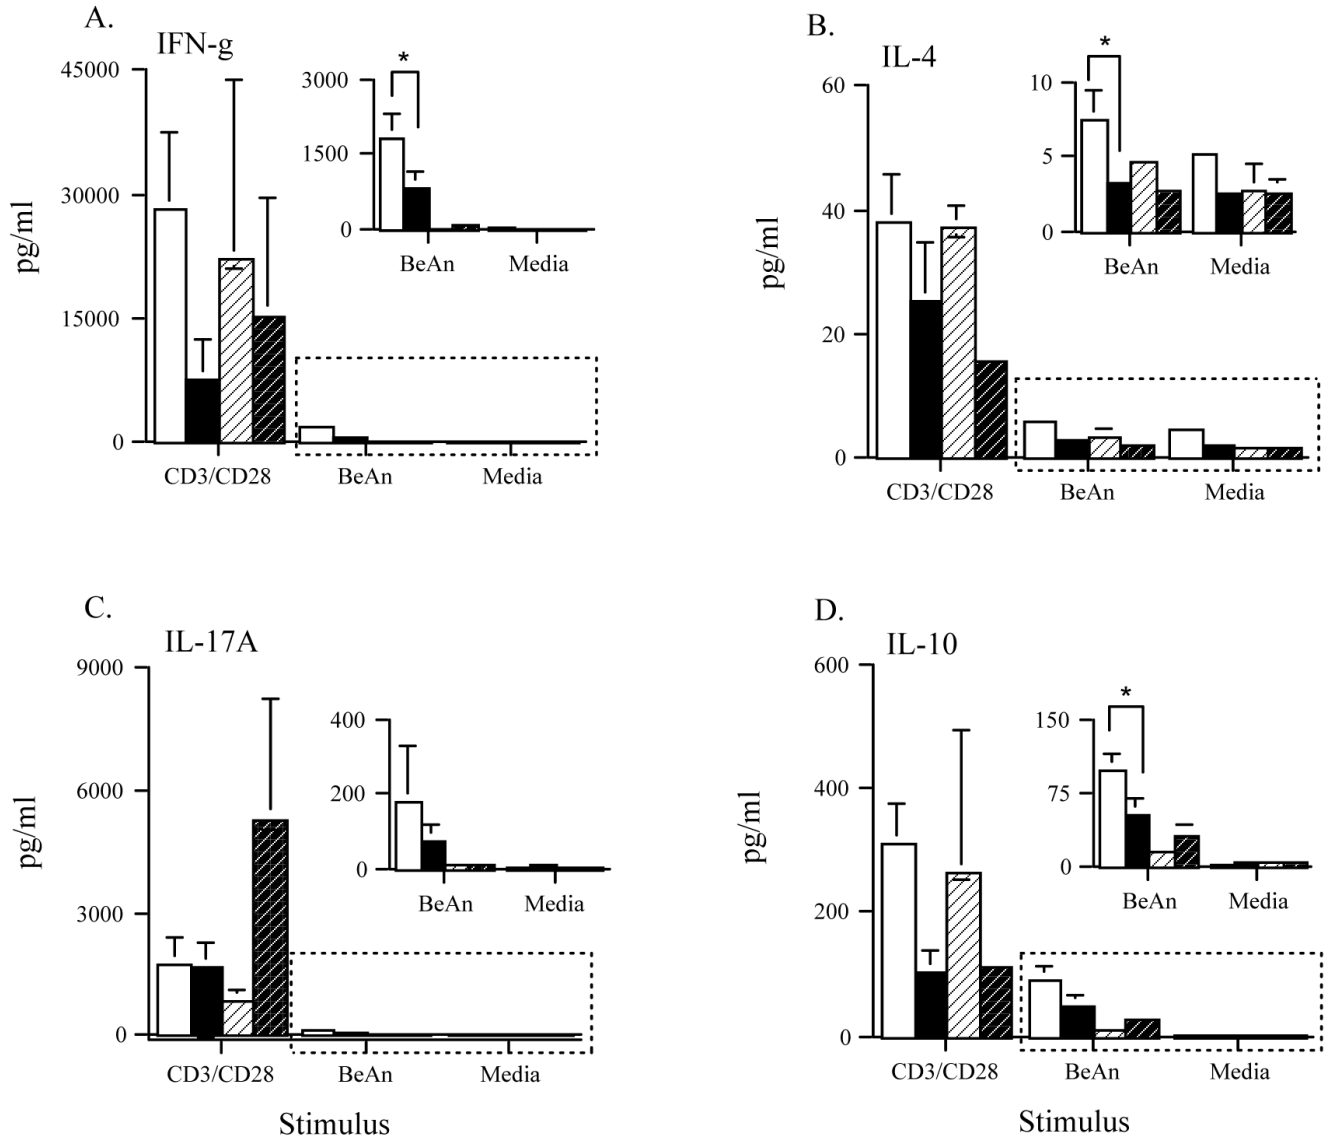 A.
IFN-g
pg/ml
45000
30000
15000
0
CD3/CD28
BeAn
Media
*
3000
1500
0
BeAn
Media
B.
IL-4
pg/ml
60
40
20
0
CD3/CD28
BeAn
Media
*
10
5
0
BeAn
Media
C.
IL-17A
pg/ml
9000
6000
3000
0
CD3/CD28
BeAn
Media
400
200
0
BeAn
Media
Stimulus
D.
IL-10
pg/ml
600
400
200
0
CD3/CD28
BeAn
Media
*
150
75
0
BeAn
Media
Stimulus